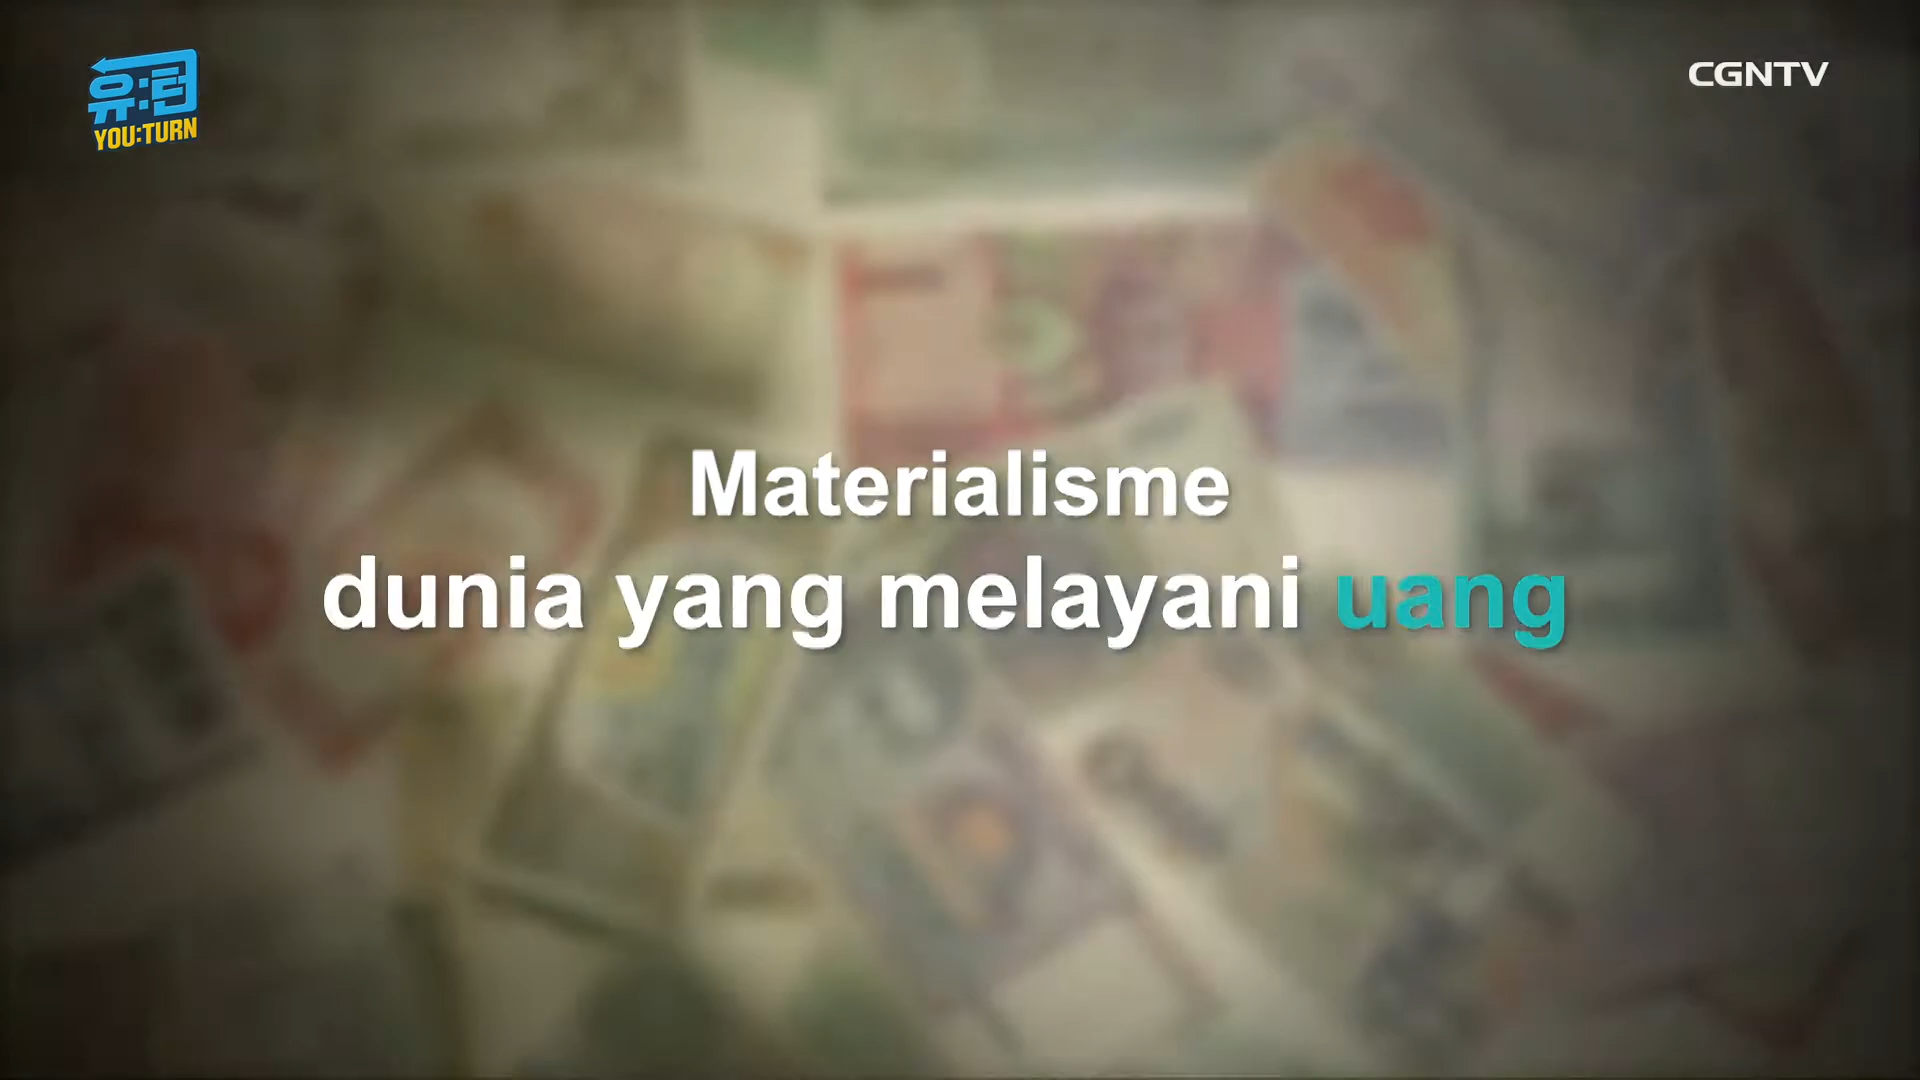 유:턴
YOU:TURN
CGNTV
Materialisme
dunia yang melayani uang